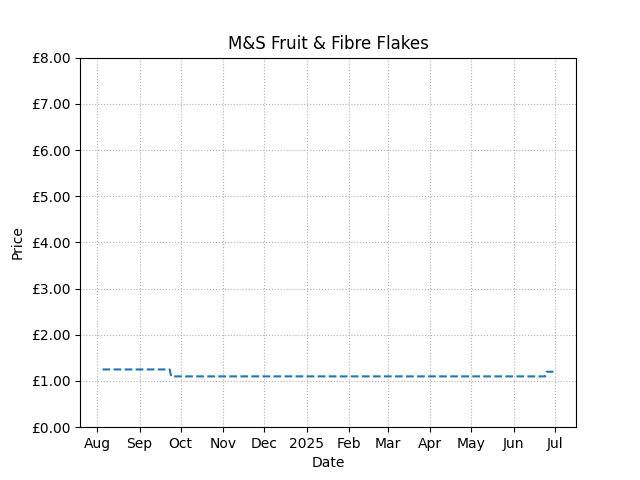 M&S Fruit & Fibre Flakes
£8.00
£7.00
£6.00
£5.00
£4.00
£3.00
£2.00
£1.00
£0.00
Price
Aug Sep Oct Nov Dec 2025 Feb Mar Apr May Jun Jul
Date